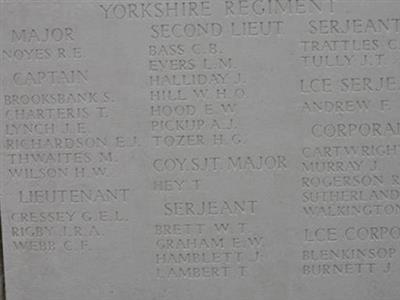 YORKSHIRE REGIMENT
MAJOR
NOYES R.E.
CAPTAIN
BROOKSBANK S.
CHARTERIS T.
LYNCH J.E.
RICHARDSON E.J.
THWAITES M.
WILSON H.W.
LIEUTENANT
CRESSEY G.E.L.
RIGBY J.R.A.
WEBB C.F.
SECOND LIEUT
BASS C.B.
EVERS L.M.
HALLIDAY J.
HILL W.H.O.
HOOD E.W.
PICKUP A.J.
TOZER H.G.
COY.SJT. MAJOR
HEY T.
SERJEANT
BRETT W.T.
GRAHAM E.W.
HAMBLETT J.
LAMBERT T.
SERJEANT
TRATTLES C.
TULLY J.T.
LCE SERJE
ANDREW F.
CORPORA
CARTWRIGHT
MURRAY J.
ROGERSON R
SUTHERLAND
WALKINGTON
LCE CORPO
BLENKINSOP
BURNETT J.